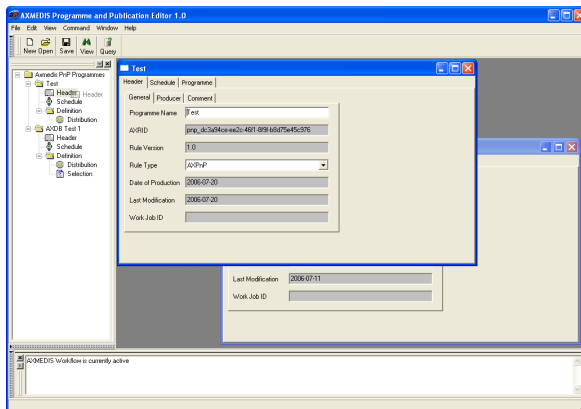 AXMEDIS Programme and Publication Editor 1.0
File Edit View Command Window Help
New Open Save View Query
Axmedis PnP Programmes
Test
Header Header
Schedule
Definition
Distribution
AXDB Test 1
Header
Schedule
Definition
Distribution
Selection
Test
Header Schedule Programme
General Producer Comment
Programme Name Test
AXRID pnp_dc3a94ce-ee2c-46f1-8f9f-b8d75e45c976
Rule Version 1.0
Rule Type AXPnP
Date of Production 2006-07-20
Last Modification 2006-07-20
Work Job ID
Last Modification 2006-07-11
Work Job ID
AXMEDIS Workflow is currently active